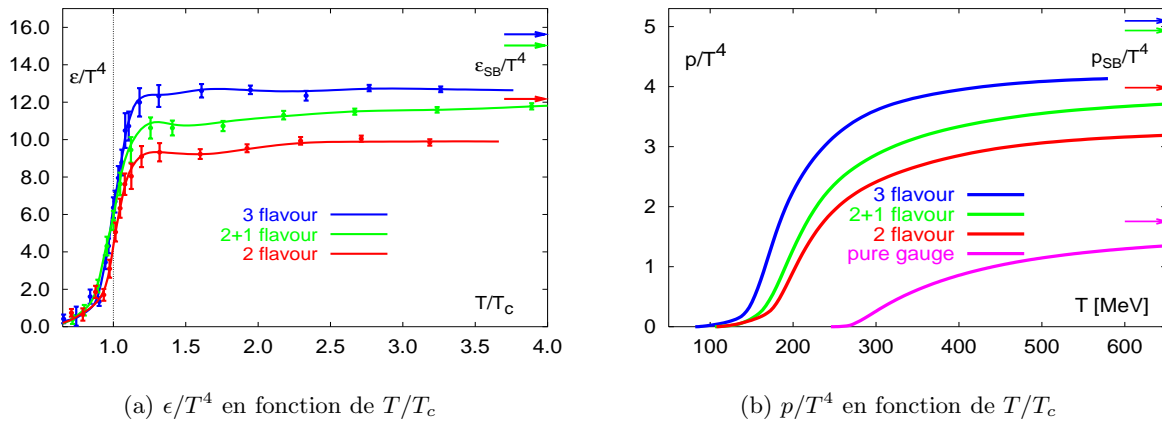 16.0
14.0
12.0
10.0
8.0
6.0
4.0
2.0
0.0
ε/T⁴
ε_SB/T⁴
3 flavour
2+1 flavour
2 flavour
T/T_c
1.0 1.5 2.0 2.5 3.0 3.5 4.0
(a) ϵ/T⁴ en fonction de T/T_c
5
4
3
2
1
0
p/T⁴
p_SB/T⁴
3 flavour
2+1 flavour
2 flavour
pure gauge
T [MeV]
100 200 300 400 500 600
(b) p/T⁴ en fonction de T/T_c